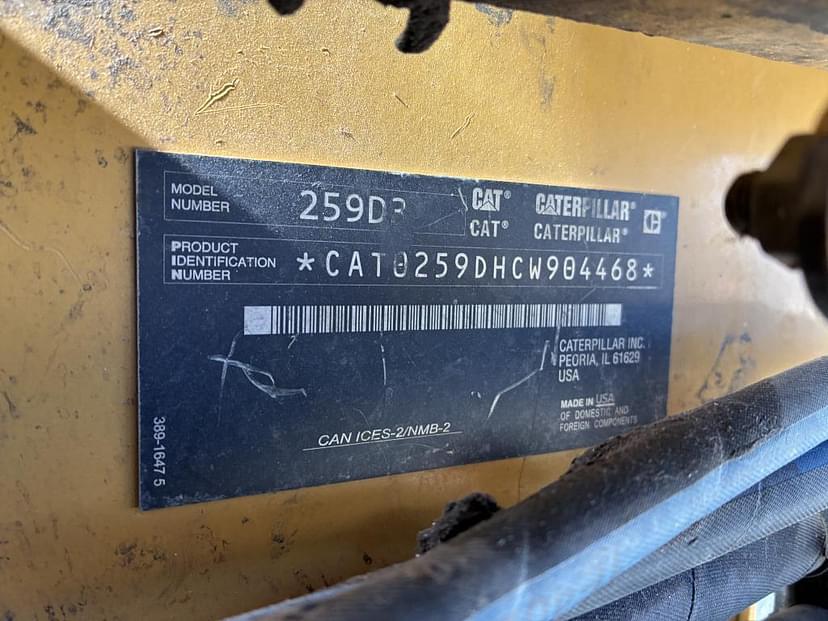 MODEL
NUMBER
259D3
CAT® CATERPILLAR®
CAT® CATERPILLAR®
PRODUCT
IDENTIFICATION
NUMBER
*CAT0259DHCW904468*
CATERPILLAR INC.
PEORIA, IL 61629
USA
MADE IN USA
OF DOMESTIC AND
FOREIGN COMPONENTS
CAN ICES-2/NMB-2
389-1647 5